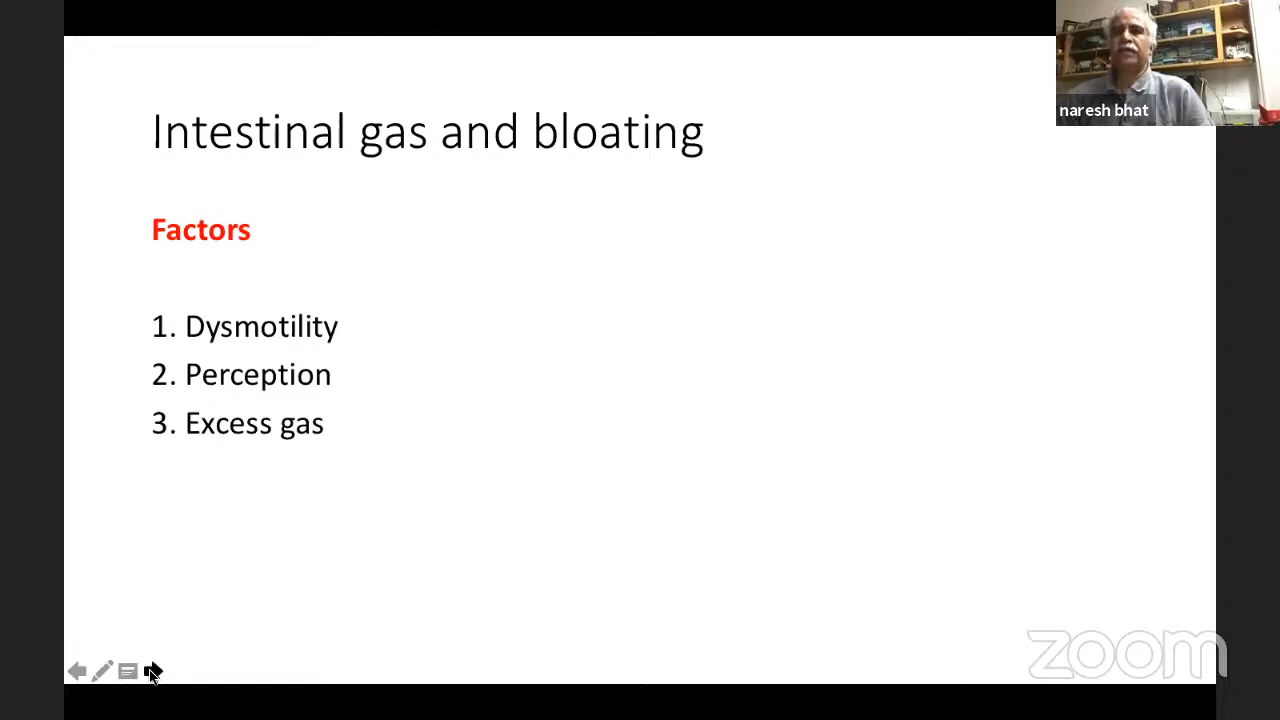 Intestinal gas and bloating
naresh bhat
Factors
1. Dysmotility
2. Perception
3. Excess gas
zoom